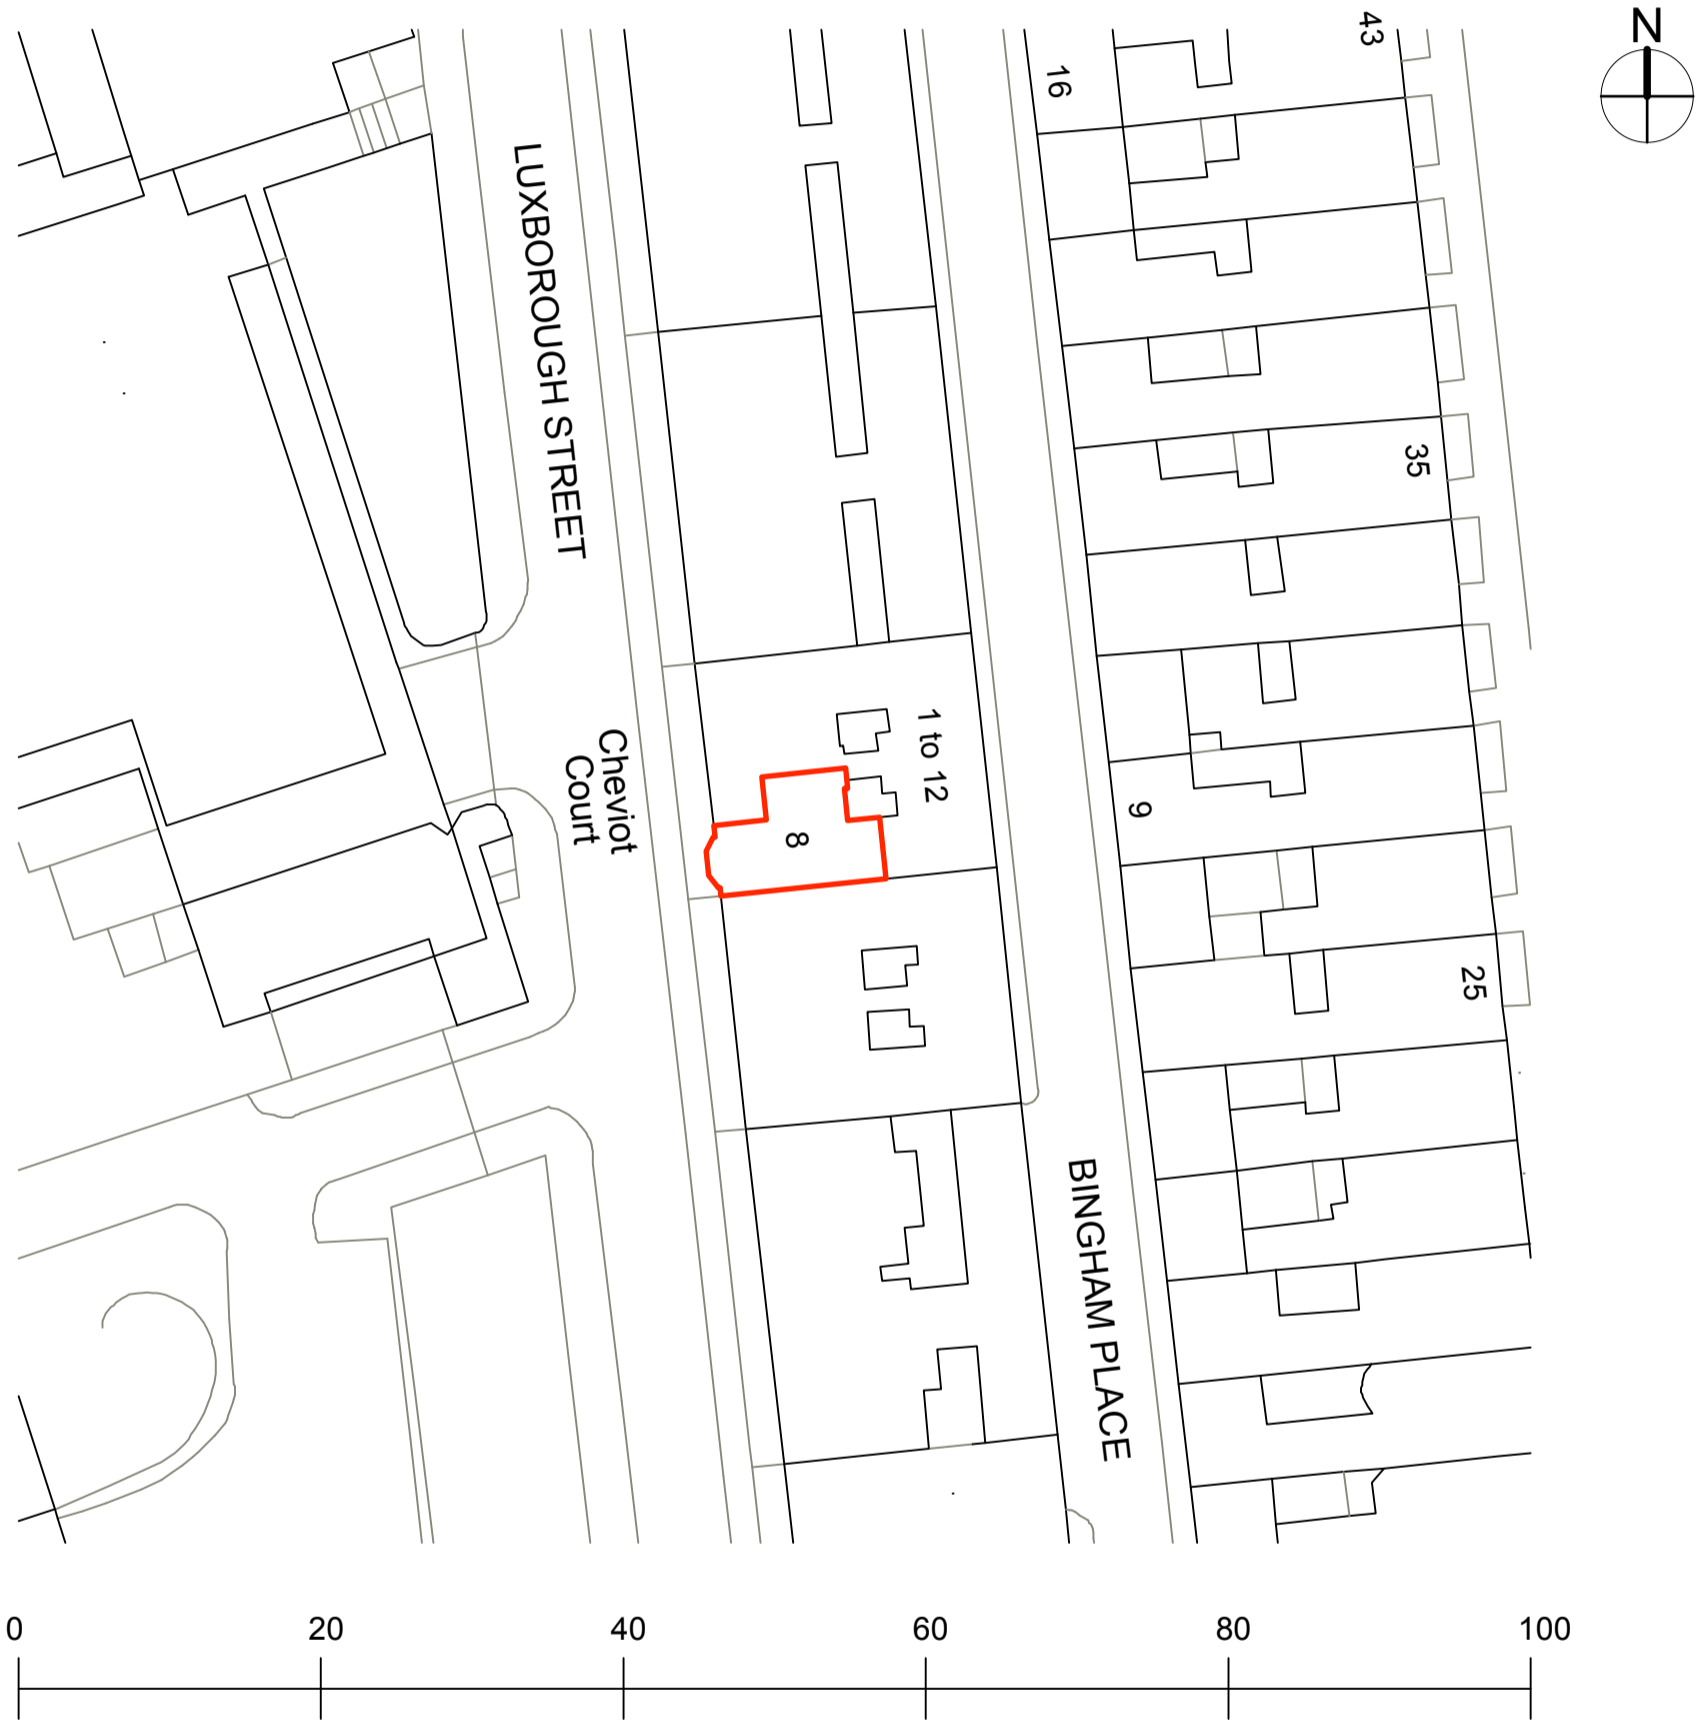 N
43
16
LUXBOROUGH STREET
35
1 to 12
Cheviot
Court
8
9
25
BINGHAM PLACE
0 20 40 60 80 100